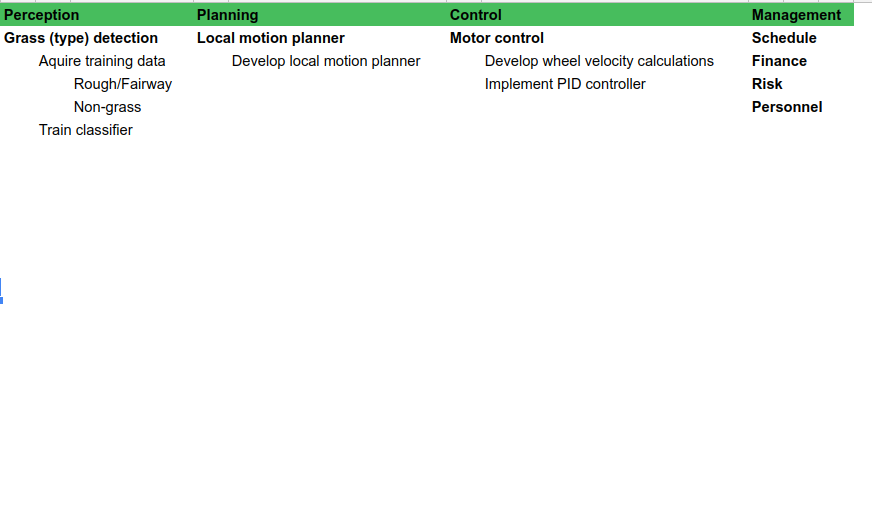 Perception Planning Control Management
Grass (type) detection Local motion planner Motor control Schedule
Aquire training data Develop local motion planner Develop wheel velocity calculations Finance
Rough/Fairway Implement PID controller Risk
Non-grass Personnel
Train classifier